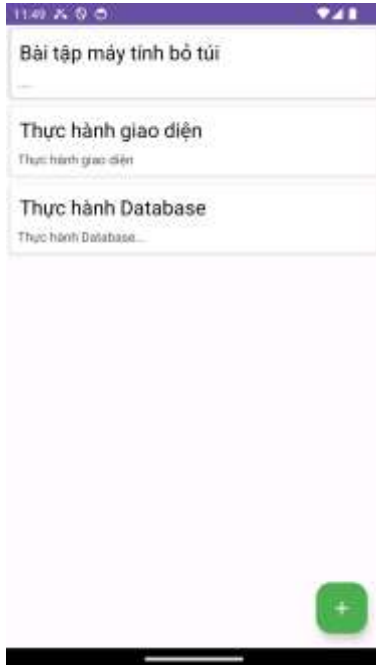 11:49
Bài tập máy tính bỏ túi
...
Thực hành giao diện
Thực hành giao diện
Thực hành Database
Thực hành Database...
+